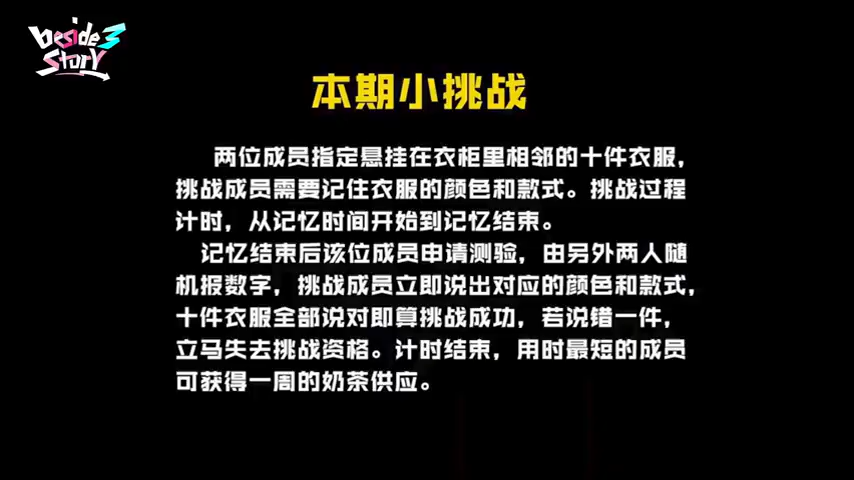 beside3
story
本期小挑战
两位成员指定悬挂在衣柜里相邻的十件衣服，
挑战成员需要记住衣服的颜色和款式。挑战过程
计时，从记忆时间开始到记忆结束。
记忆结束后该位成员申请测验，由另外两人随
机报数字，挑战成员立即说出对应的颜色和款式，
十件衣服全部说对即算挑战成功，若说错一件，
立马失去挑战资格。计时结束，用时最短的成员
可获得一周的奶茶供应。